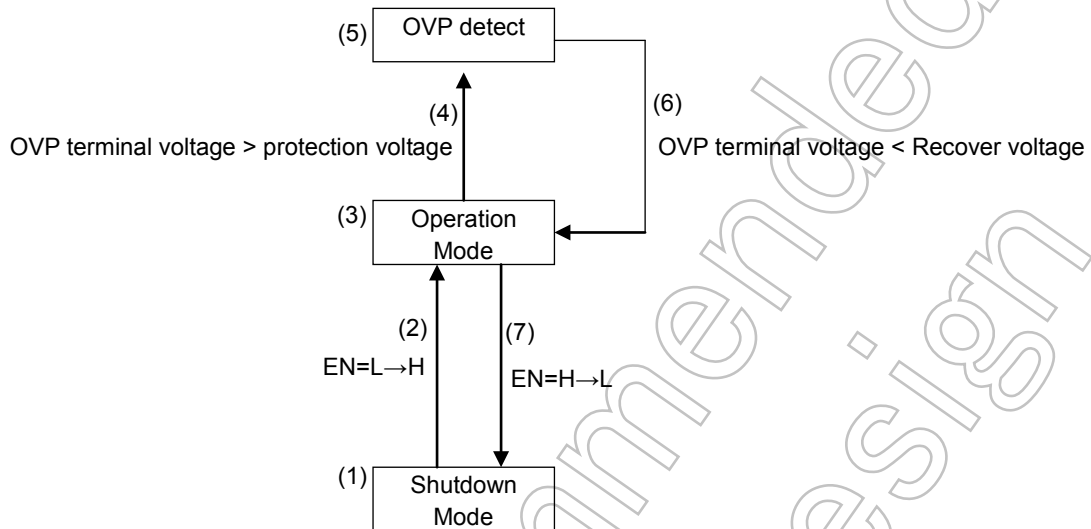 (5)
OVP detect
(4)
(6)
OVP terminal voltage > protection voltage
OVP terminal voltage < Recover voltage
(3)
Operation
Mode
(2)
(7)
EN=L→H
EN=H→L
(1)
Shutdown
Mode